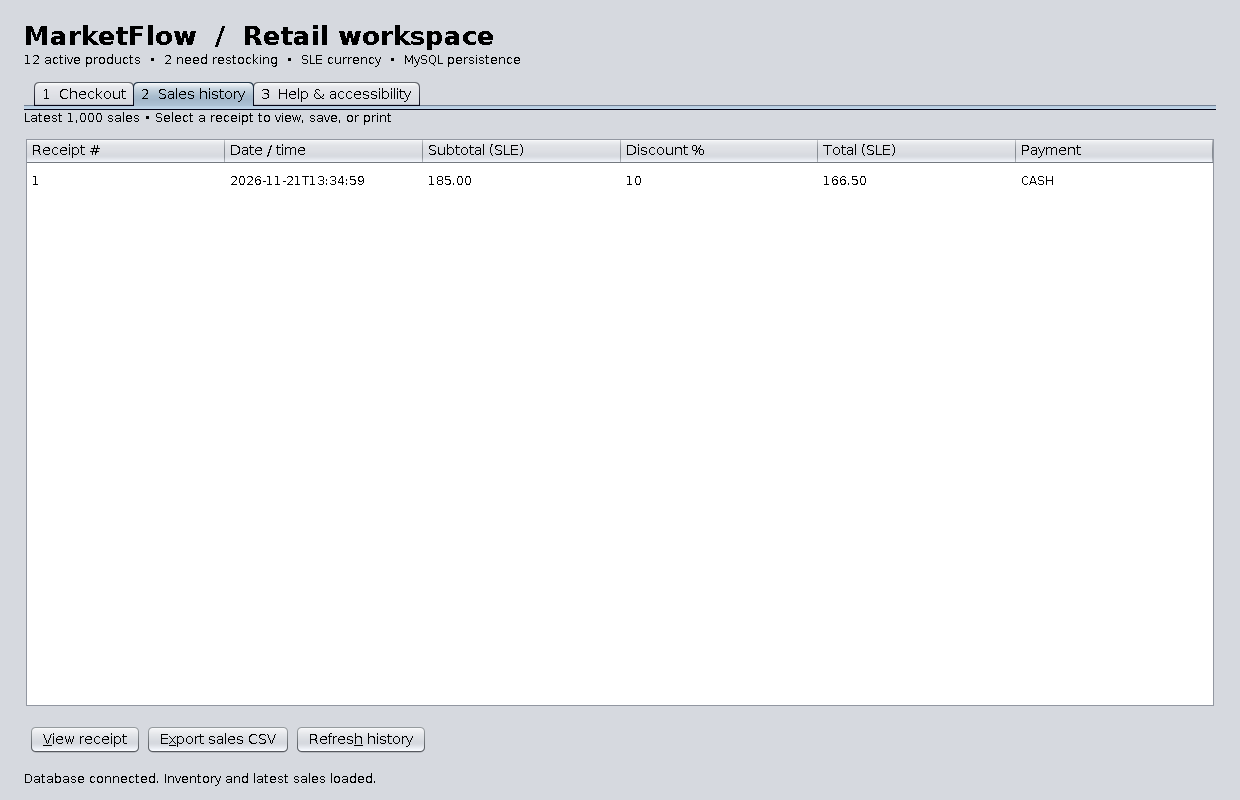 MarketFlow / Retail workspace
12 active products • 2 need restocking • SLE currency • MySQL persistence
1 Checkout 2 Sales history 3 Help & accessibility
Latest 1,000 sales • Select a receipt to view, save, or print
Receipt # Date / time Subtotal (SLE) Discount % Total (SLE) Payment
1 2026-11-21T13:34:59 185.00 10 166.50 CASH
View receipt Export sales CSV Refresh history
Database connected. Inventory and latest sales loaded.